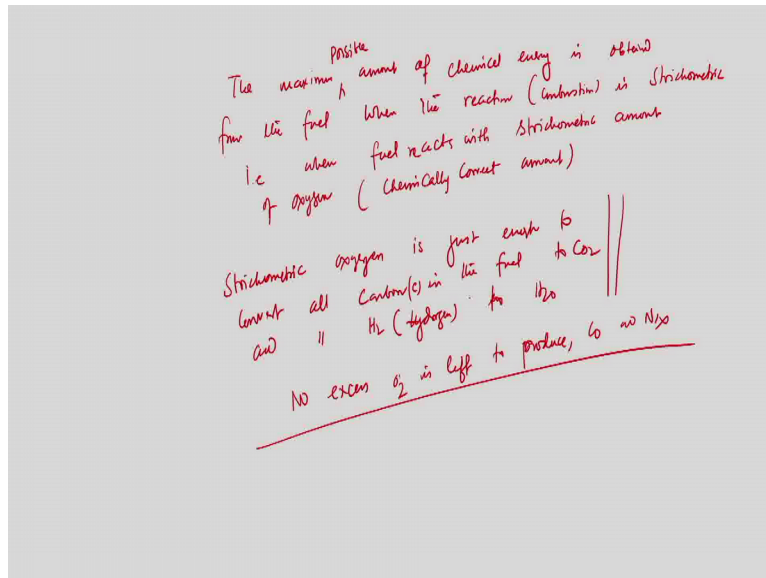 The maximum possible amount of chemical energy is obtained
from the fuel when the reaction (combustion) is Stoichometric
i.e when fuel reacts with Stoichometric amount
of oxygen (chemically correct amount)
Stoichometric oxygen is just enough to
Convert all Carbon(c) in the fuel to CO2
and " H2 (Hydrogen) to H2O
No excess O2 is left to produce, CO